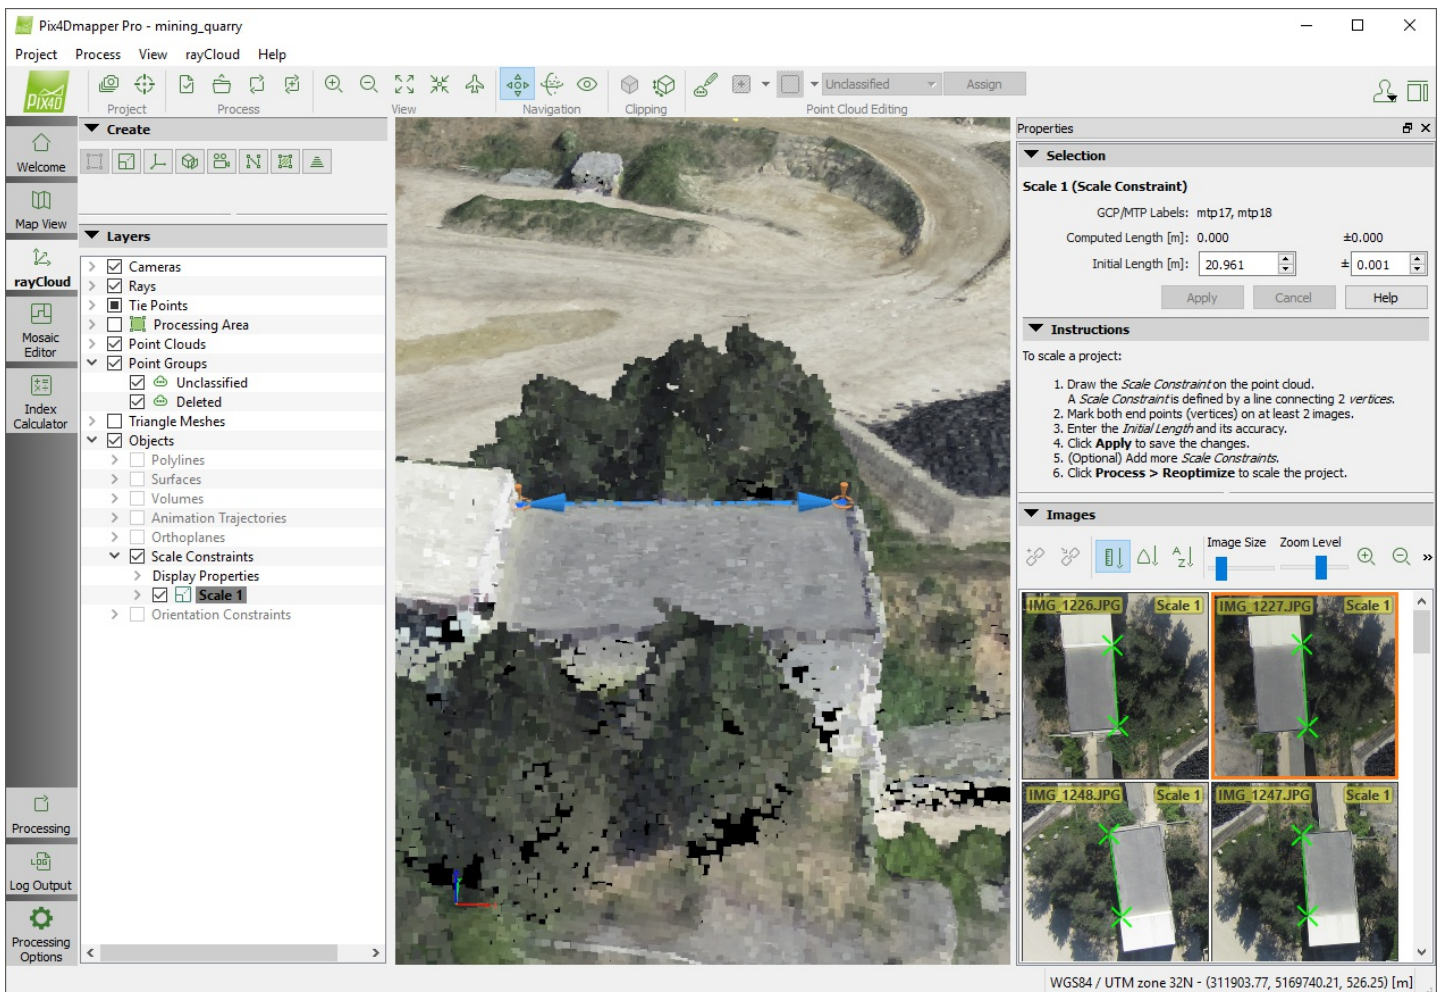 Pix4Dmapper Pro - mining_quarry
Project Process View rayCloud Help
PIX4D
Project
Process
View
Navigation
Clipping
Unclassified
Assign
Point Cloud Editing
Welcome
Map View
rayCloud
Mosaic
Editor
Index
Calculator
Processing
LOG
Log Output
Processing
Options
Create
Layers
Cameras
Rays
Tie Points
Processing Area
Point Clouds
Point Groups
Unclassified
Deleted
Triangle Meshes
Objects
Polylines
Surfaces
Volumes
Animation Trajectories
Orthoplanes
Scale Constraints
Display Properties
Scale 1
Orientation Constraints
Properties
Selection
Scale 1 (Scale Constraint)
GCP/MTP Labels: mtp17, mtp18
Computed Length [m]: 0.000 ±0.000
Initial Length [m]: 20.961 ± 0.001
Apply Cancel Help
Instructions
To scale a project:
1. Draw the Scale Constraint on the point cloud.
A Scale Constraint is defined by a line connecting 2 vertices.
2. Mark both end points (vertices) on at least 2 images.
3. Enter the Initial Length and its accuracy.
4. Click Apply to save the changes.
5. (Optional) Add more Scale Constraints.
6. Click Process > Reoptimize to scale the project.
Images
A
Z
Image Size Zoom Level
»
IMG_1226.JPG Scale 1
IMG_1227.JPG Scale 1
IMG_1248.JPG Scale 1
IMG_1247.JPG Scale 1
WGS84 / UTM zone 32N - (311903.77, 5169740.21, 526.25) [m]